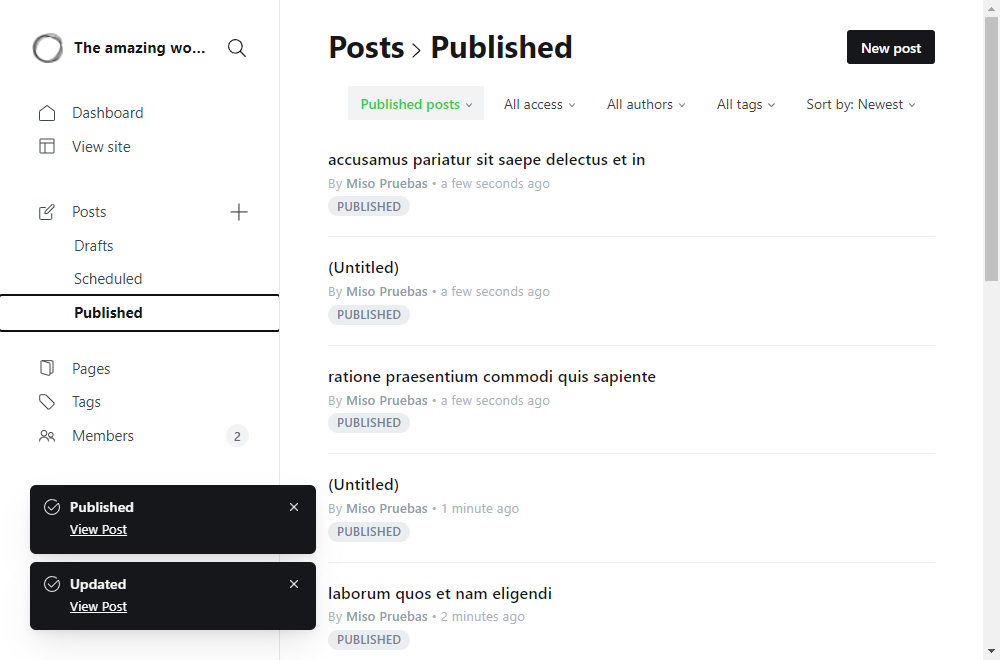 The amazing wo...
Dashboard
View site
Posts
Drafts
Scheduled
Published
Pages
Tags
Members 2
Published
View Post
Updated
View Post
Posts › Published
New post
Published posts All access All authors All tags Sort by: Newest
accusamus pariatur sit saepe delectus et in
By Miso Pruebas • a few seconds ago
PUBLISHED
(Untitled)
By Miso Pruebas • a few seconds ago
PUBLISHED
ratione praesentium commodi quis sapiente
By Miso Pruebas • a few seconds ago
PUBLISHED
(Untitled)
By Miso Pruebas • 1 minute ago
PUBLISHED
laborum quos et nam eligendi
By Miso Pruebas • 2 minutes ago
PUBLISHED